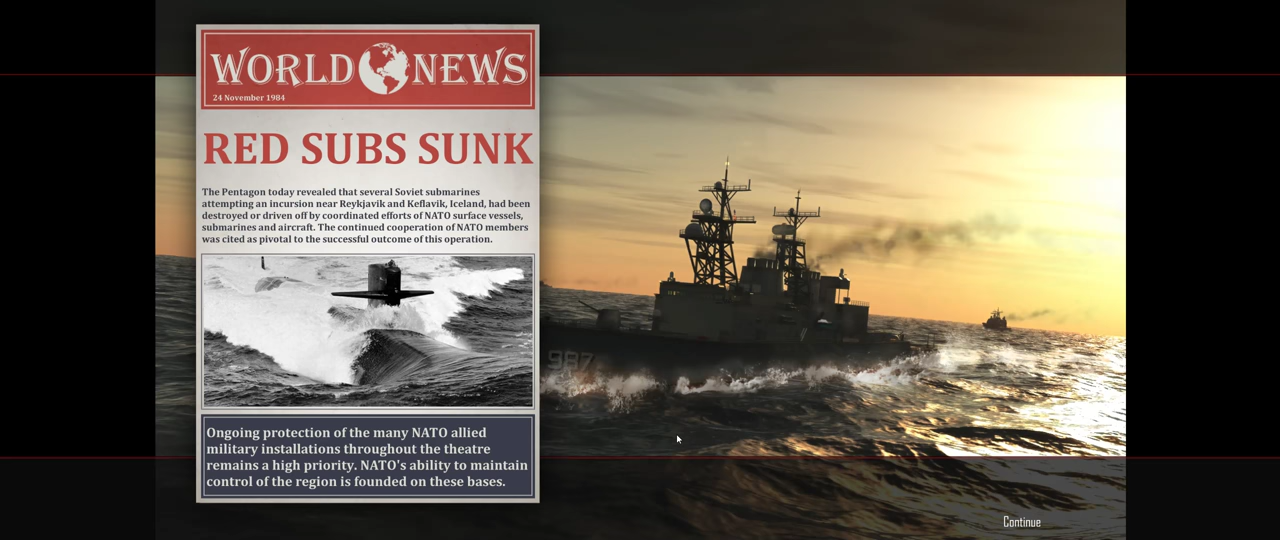 WORLD NEWS
24 November 1984
RED SUBS SUNK
The Pentagon today revealed that several Soviet submarines
attempting an incursion near Reykjavik and Keflavik, Iceland, had been
destroyed or driven off by coordinated efforts of NATO surface vessels,
submarines and aircraft. The continued cooperation of NATO members
was cited as pivotal to the successful outcome of this operation.
987
Ongoing protection of the many NATO allied
military installations throughout the theatre
remains a high priority. NATO's ability to maintain
control of the region is founded on these bases.
Continue